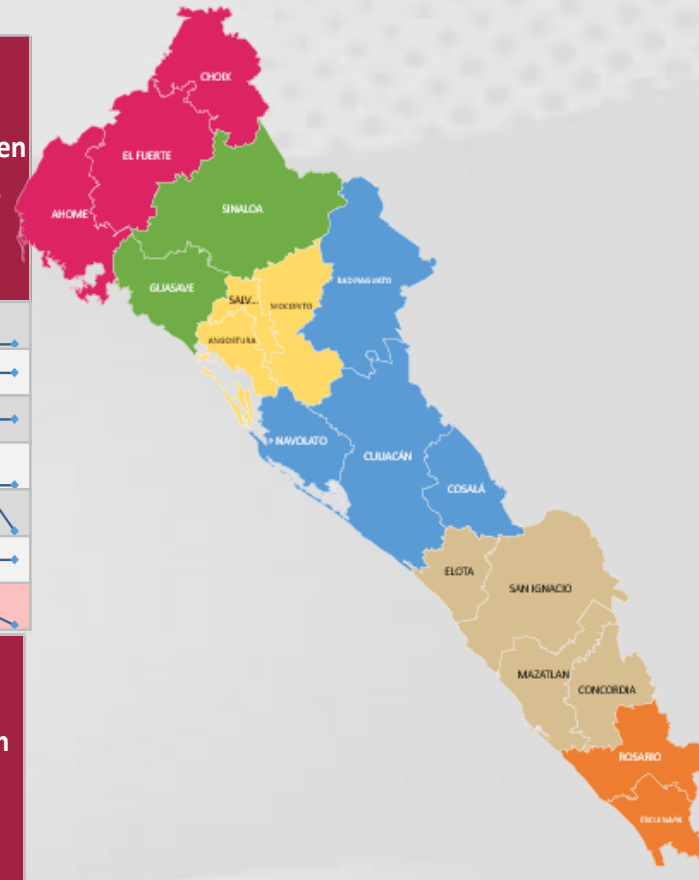 CHOIX
en
EL FUERTE
SINALOA
AHOME
BADIRAGUATO
GUASAVE
SALV...
MOCORITO
ANGOSTURA
NAVOLATO
CULIACÁN
COSALÁ
ELOTA
SAN IGNACIO
MAZATLAN
CONCORDIA
n
ROSARIO
ESCUINAPA